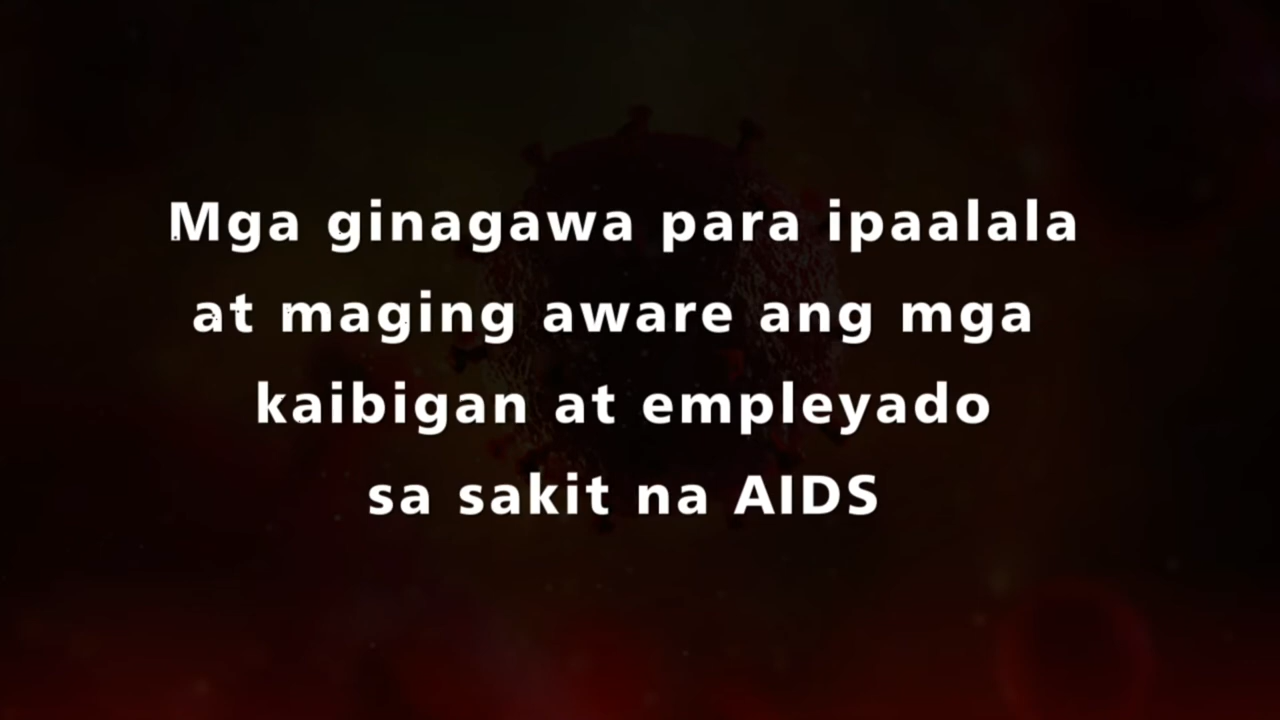 Mga ginagawa para ipaalala
at maging aware ang mga
kaibigan at empleyado
sa sakit na AIDS